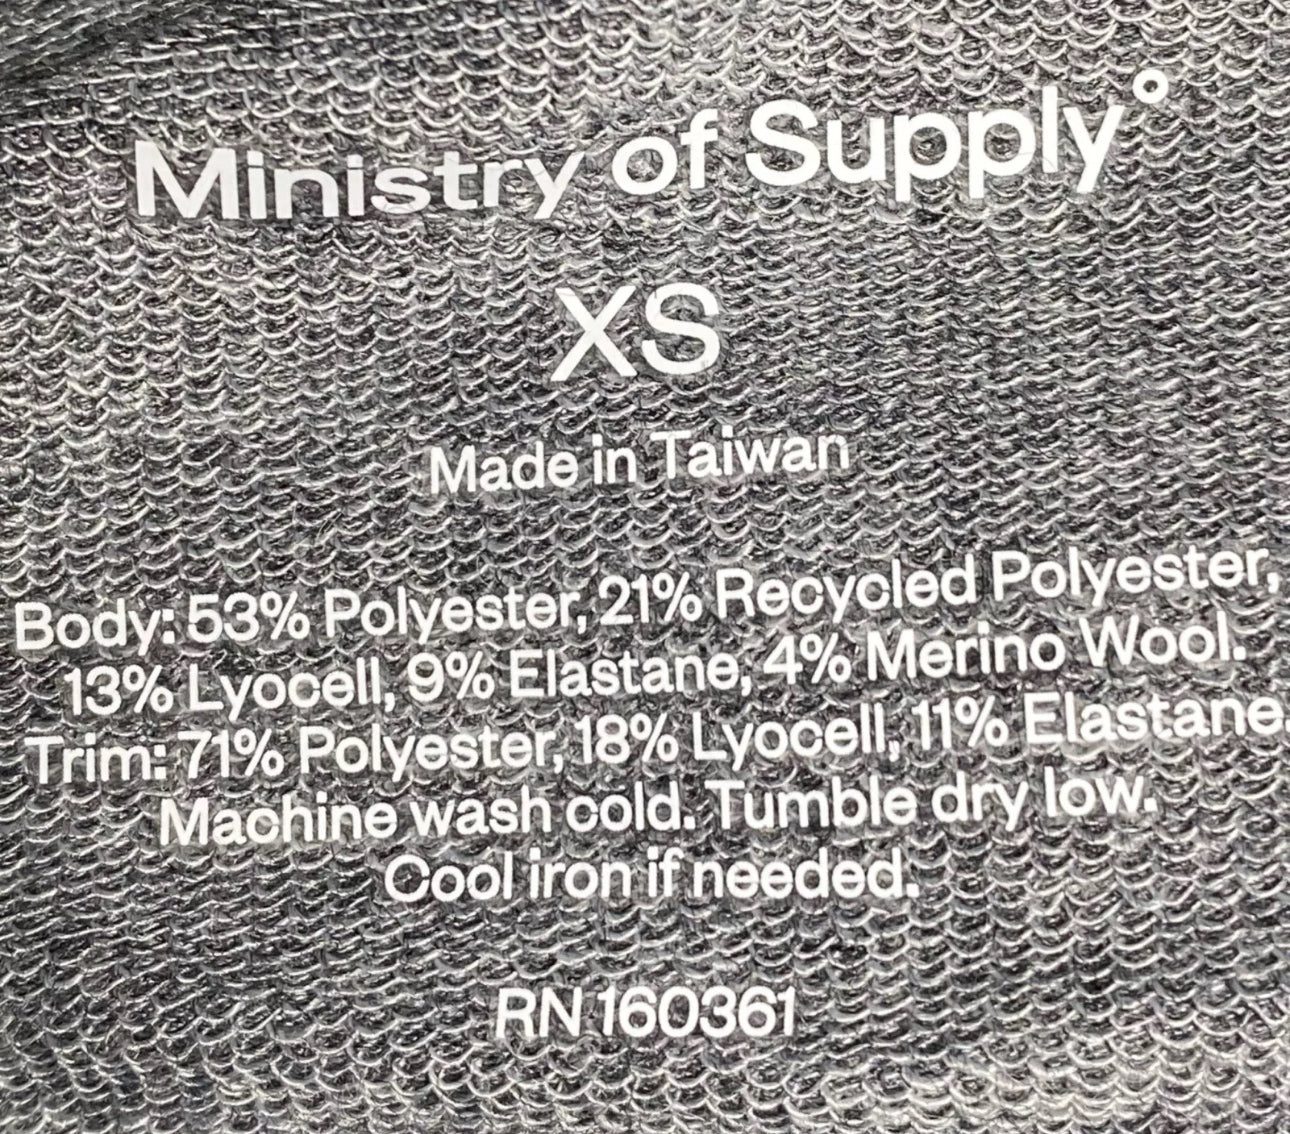 Ministry of Supply°
XS
Made in Taiwan
Body: 53% Polyester, 21% Recycled Polyester,
13% Lyocell, 9% Elastane, 4% Merino Wool.
Trim: 71% Polyester, 18% Lyocell, 11% Elastane.
Machine wash cold. Tumble dry low.
Cool iron if needed.
RN 160361